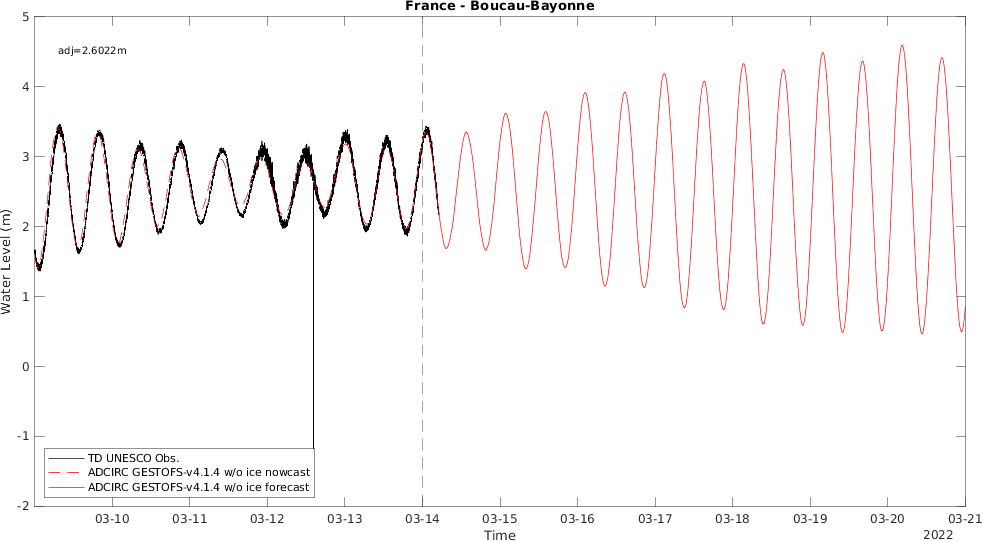 France - Boucau-Bayonne
adj=2.6022m
5
4
3
2
1
0
-1
-2
Water Level (m)
TD UNESCO Obs.
ADCIRC GESTOFS-v4.1.4 w/o ice nowcast
ADCIRC GESTOFS-v4.1.4 w/o ice forecast
03-10 03-11 03-12 03-13 03-14 03-15 03-16 03-17 03-18 03-19 03-20 03-21
Time
2022